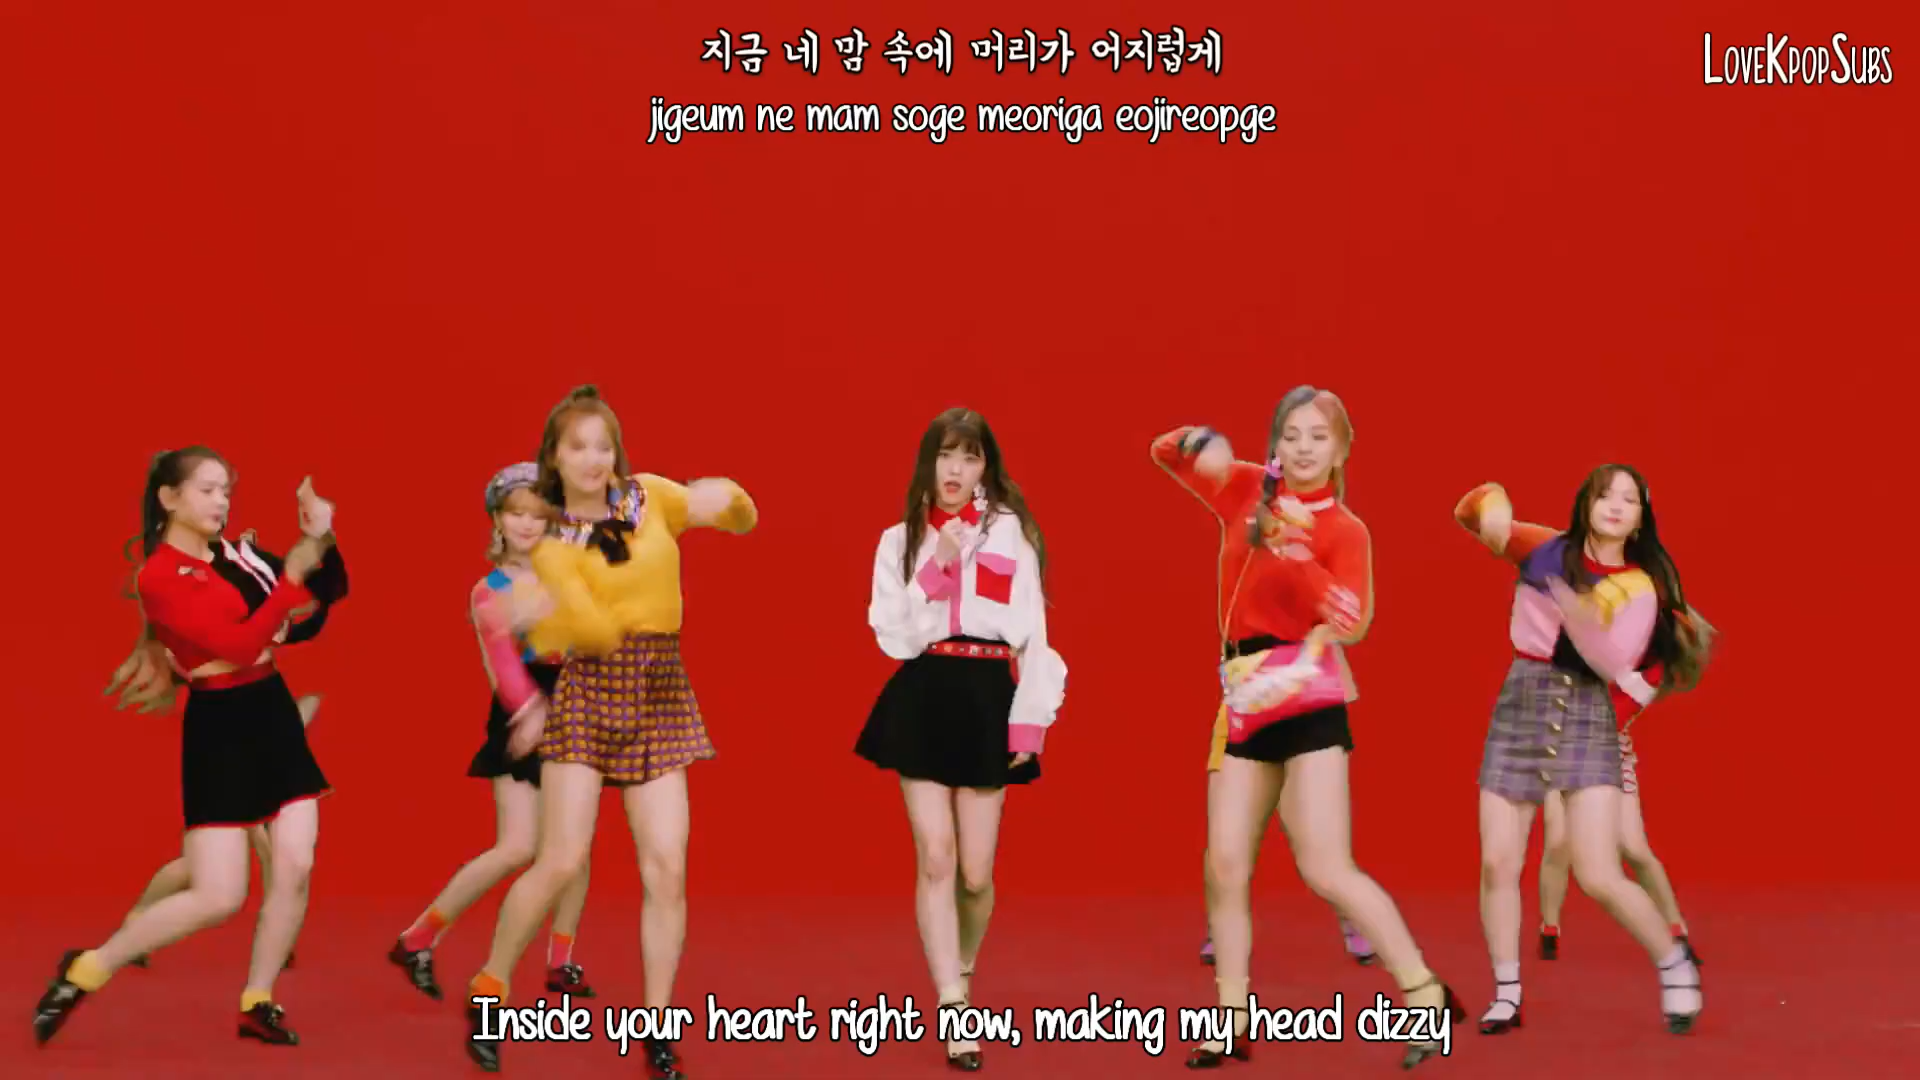 지금 네 맘 속에 머리가 어지럽게
LoveKpopSubs
jigeum ne mam soge meoriga eojireopge
Inside your heart right now, making my head dizzy